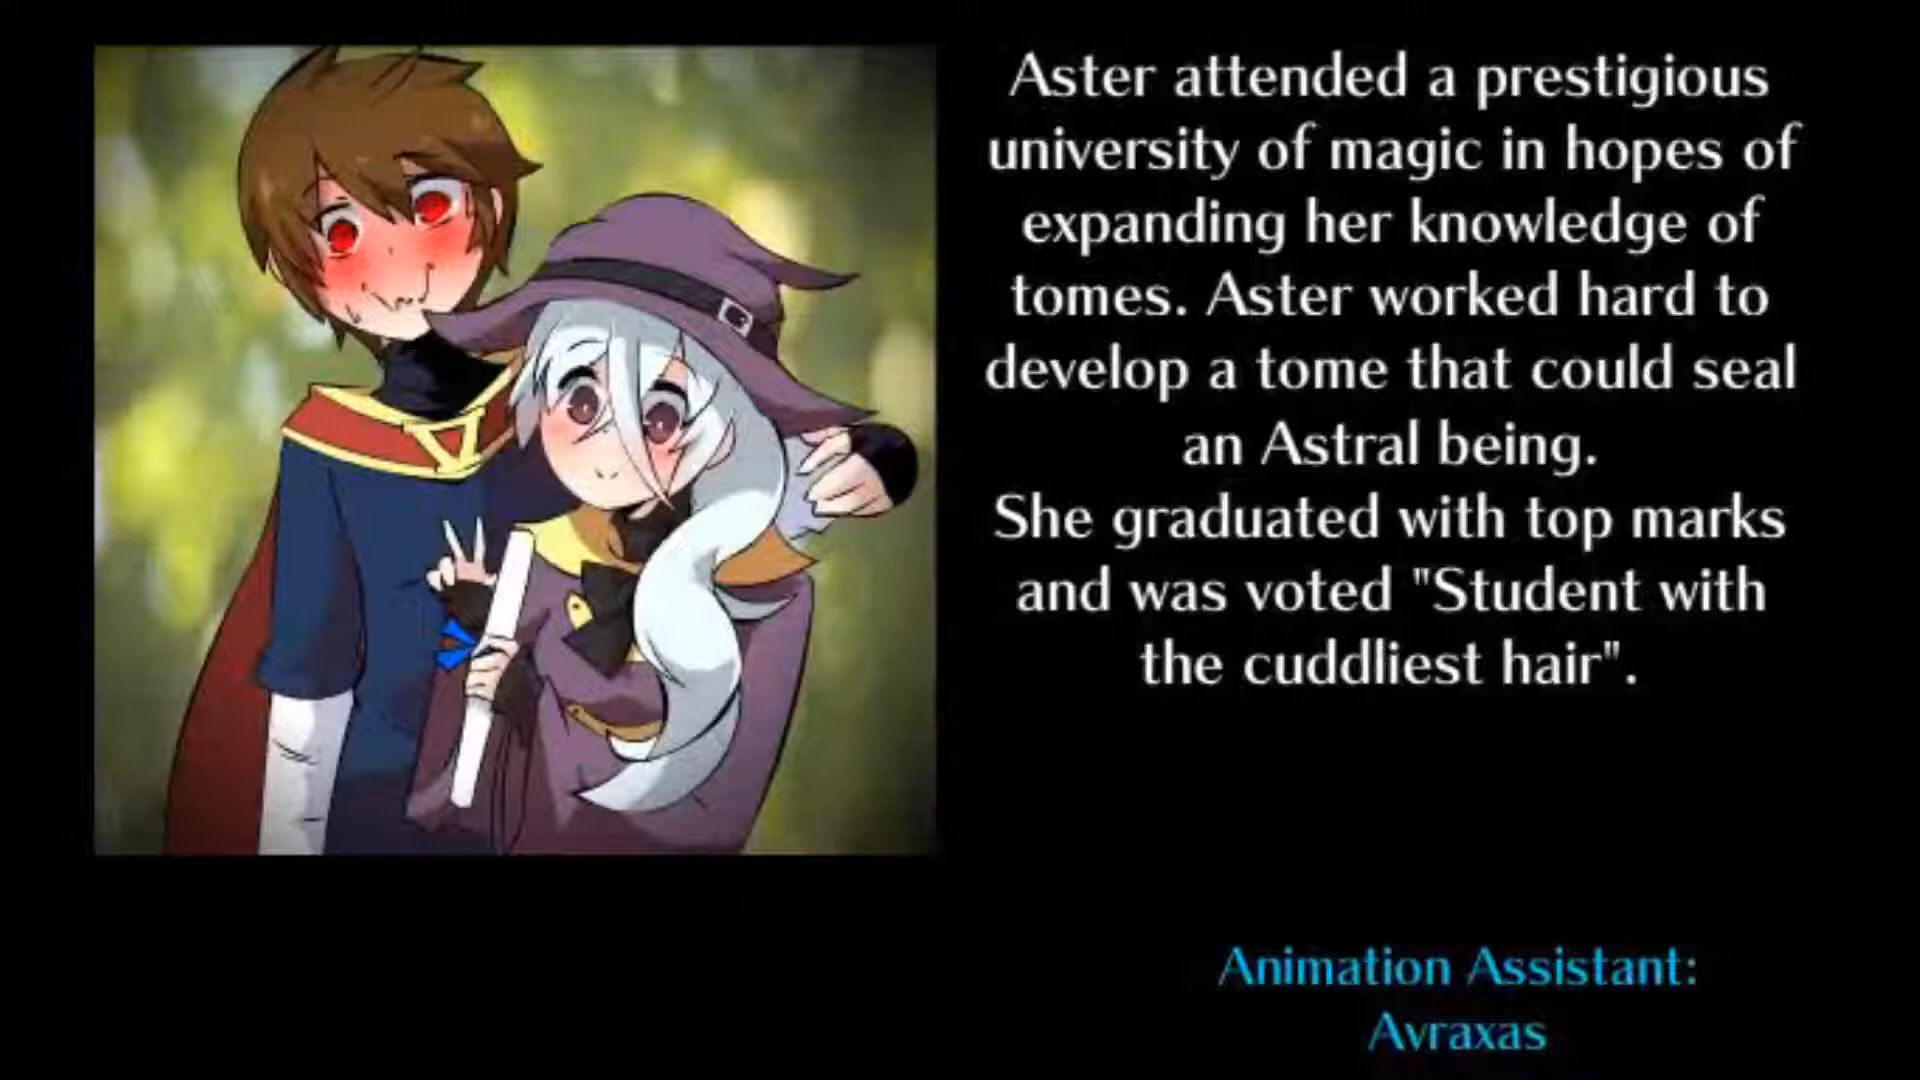 Aster attended a prestigious
university of magic in hopes of
expanding her knowledge of
tomes. Aster worked hard to
develop a tome that could seal
an Astral being.
She graduated with top marks
and was voted "Student with
the cuddliest hair".
Animation Assistant:
Avraxas